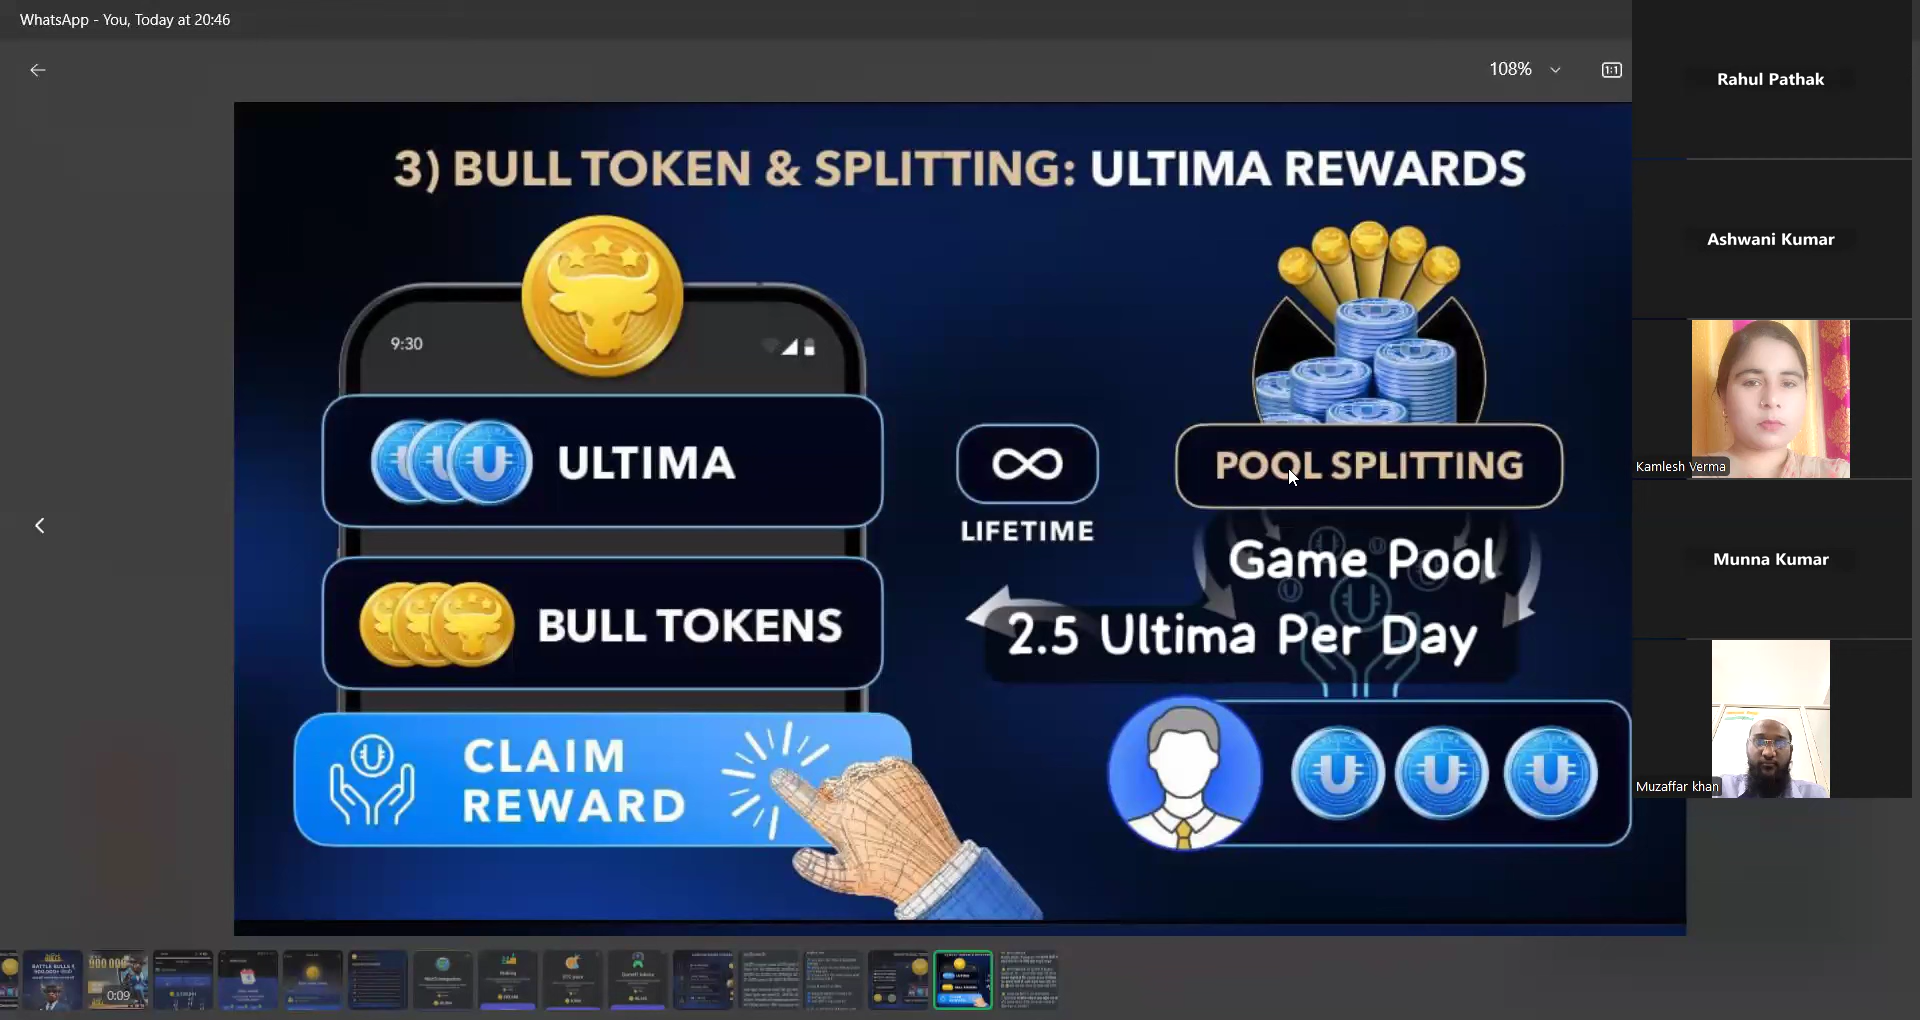 WhatsApp - You, Today at 20:46
108%
1:1
Rahul Pathak
3) BULL TOKEN & SPLITTING: ULTIMA REWARDS
Ashwani Kumar
9:30
ULTIMA
LIFETIME
POOL SPLITTING
Kamlesh Verma
Game Pool
2.5 Ultima Per Day
BULL TOKENS
Munna Kumar
CLAIM
REWARD
Muzaffar khan
0:09